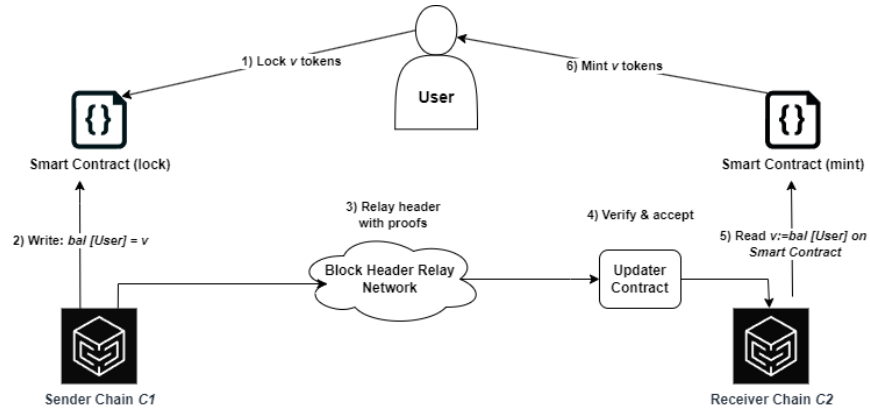 1) Lock v tokens
User
6) Mint v tokens
{}
Smart Contract (lock)
{}
Smart Contract (mint)
2) Write: bal [User] = v
3) Relay header
with proofs
4) Verify & accept
5) Read v:=bal [User] on
Smart Contract
Block Header Relay
Network
Updater
Contract
Sender Chain C1
Receiver Chain C2